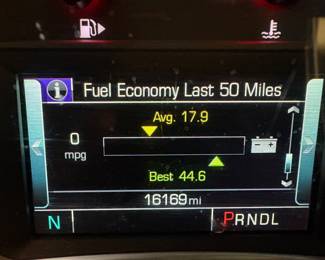 i Fuel Economy Last 50 Miles
Avg. 17.9
0
mpg
Best 44.6
16169mi
N PRNDL